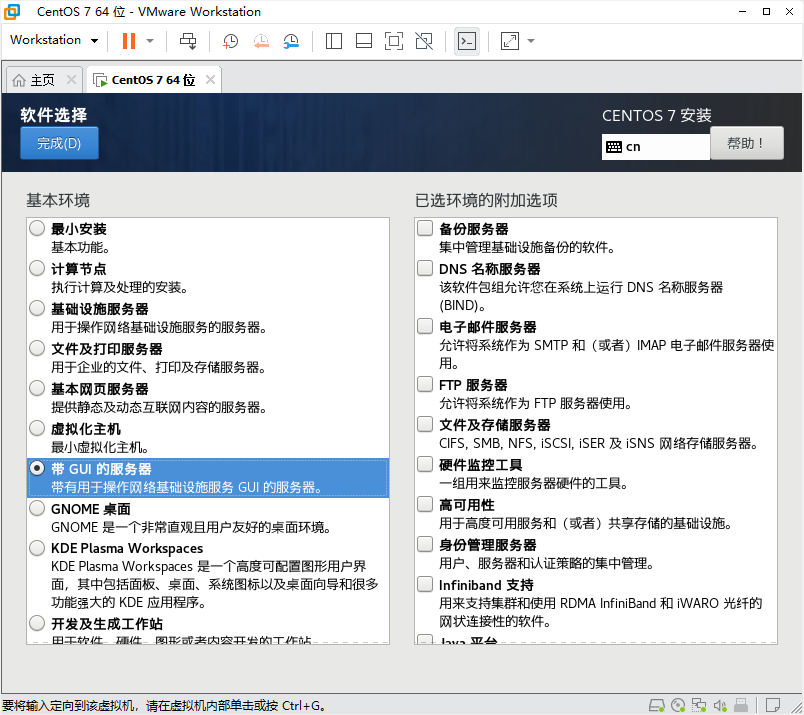 CentOS 7 64 位 - VMware Workstation
Workstation
主页
CentOS 7 64 位
软件选择
完成(D)
CENTOS 7 安装
cn
帮助！
基本环境
最小安装
基本功能。
计算节点
执行计算及处理的安装。
基础设施服务器
用于操作网络基础设施服务的服务器。
文件及打印服务器
用于企业的文件、打印及存储服务器。
基本网页服务器
提供静态及动态互联网内容的服务器。
虚拟化主机
最小虚拟化主机。
带 GUI 的服务器
带有用于操作网络基础设施服务 GUI 的服务器。
GNOME 桌面
GNOME 是一个非常直观且用户友好的桌面环境。
KDE Plasma Workspaces
KDE Plasma Workspaces 是一个高度可配置图形用户界
面，其中包括面板、桌面、系统图标以及桌面向导和很多
功能强大的 KDE 应用程序。
开发及生成工作站
用于软件、硬件、图形或者内容开发的工作站
已选环境的附加选项
备份服务器
集中管理基础设施备份的软件。
DNS 名称服务器
该软件包组允许您在系统上运行 DNS 名称服务器
(BIND)。
电子邮件服务器
允许将系统作为 SMTP 和（或者）IMAP 电子邮件服务器使
用。
FTP 服务器
允许将系统作为 FTP 服务器使用。
文件及存储服务器
CIFS, SMB, NFS, iSCSI, iSER 及 iSNS 网络存储服务器。
硬件监控工具
一组用来监控服务器硬件的工具。
高可用性
用于高度可用服务和（或者）共享存储的基础设施。
身份管理服务器
用户、服务器和认证策略的集中管理。
Infiniband 支持
用来支持集群和使用 RDMA InfiniBand 和 iWARO 光纤的
网状连接性的软件。
Java 平台
要将输入定向到该虚拟机，请在虚拟机内部单击或按 Ctrl+G。